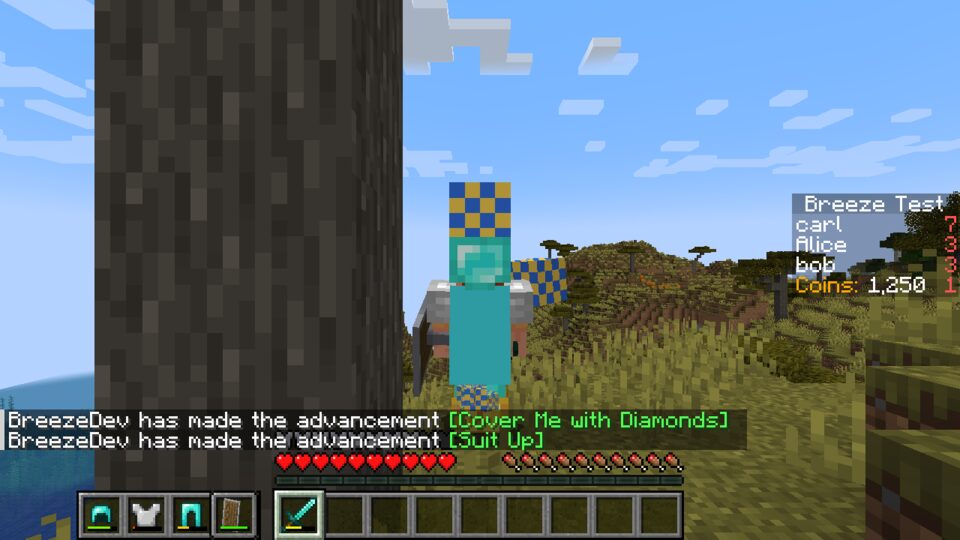 Breeze Test
carl 7
Alice 3
bob 3
Coins: 1,250 1
BreezeDev has made the advancement [Cover Me with Diamonds]
BreezeDev has made the advancement [Suit Up]